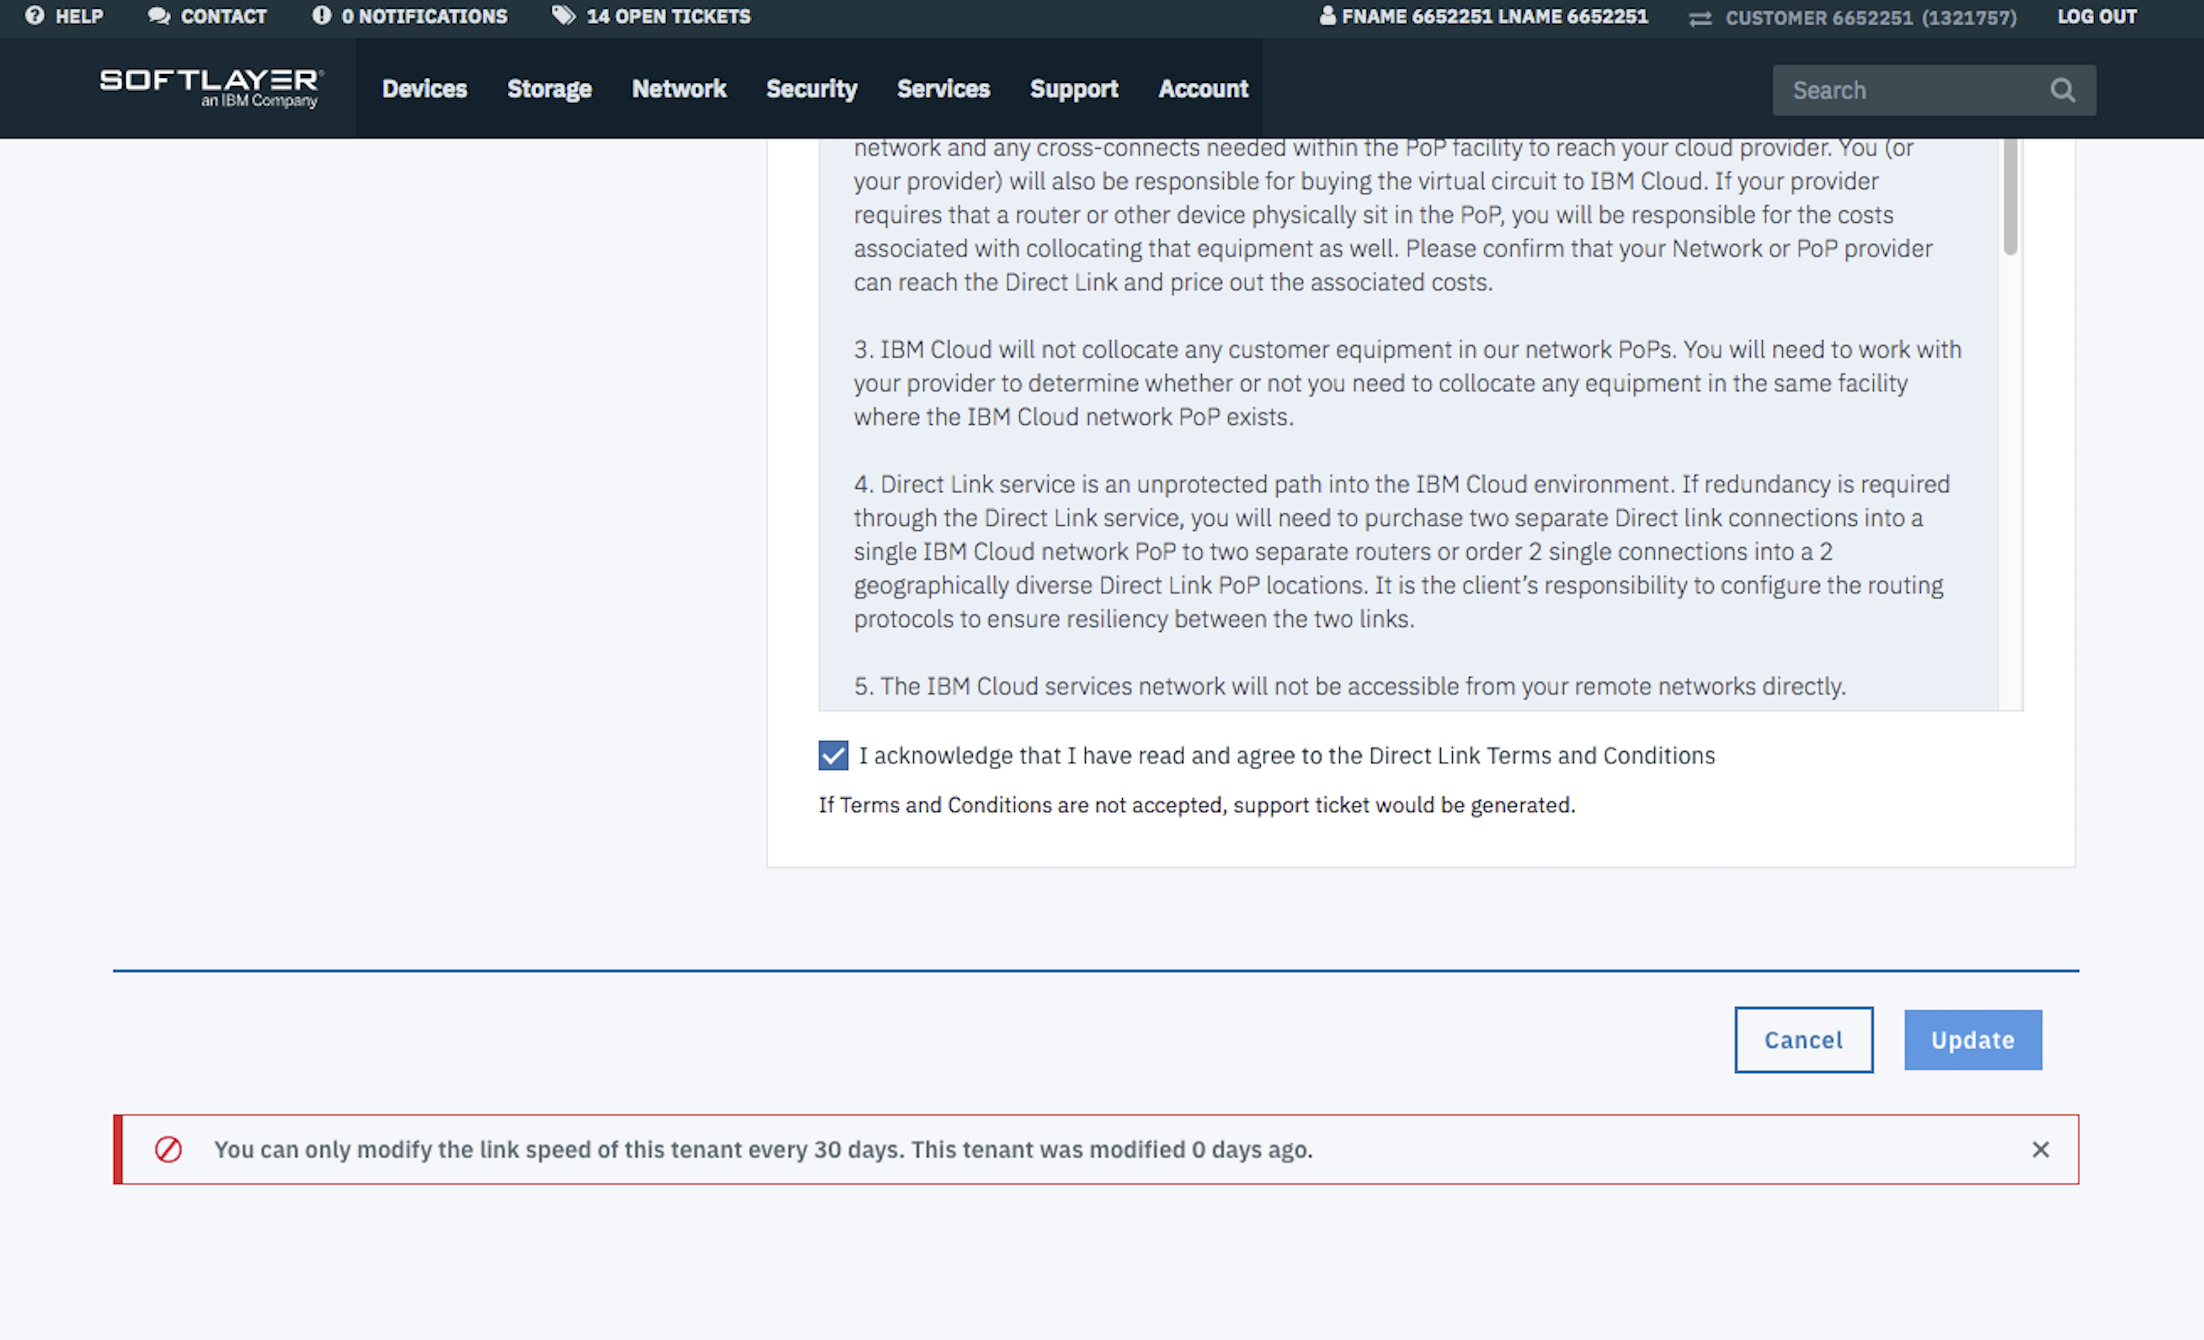 HELP CONTACT 0 NOTIFICATIONS 14 OPEN TICKETS FNAME 6652251 LNAME 6652251 CUSTOMER 6652251 (1321757) LOG OUT
SOFTLAYER®
an IBM Company
Devices Storage Network Security Services Support Account Search
network and any cross-connects needed within the PoP facility to reach your cloud provider. You (or
your provider) will also be responsible for buying the virtual circuit to IBM Cloud. If your provider
requires that a router or other device physically sit in the PoP, you will be responsible for the costs
associated with collocating that equipment as well. Please confirm that your Network or PoP provider
can reach the Direct Link and price out the associated costs.
3. IBM Cloud will not collocate any customer equipment in our network PoPs. You will need to work with
your provider to determine whether or not you need to collocate any equipment in the same facility
where the IBM Cloud network PoP exists.
4. Direct Link service is an unprotected path into the IBM Cloud environment. If redundancy is required
through the Direct Link service, you will need to purchase two separate Direct link connections into a
single IBM Cloud network PoP to two separate routers or order 2 single connections into a 2
geographically diverse Direct Link PoP locations. It is the client’s responsibility to configure the routing
protocols to ensure resiliency between the two links.
5. The IBM Cloud services network will not be accessible from your remote networks directly.
I acknowledge that I have read and agree to the Direct Link Terms and Conditions
If Terms and Conditions are not accepted, support ticket would be generated.
Cancel Update
You can only modify the link speed of this tenant every 30 days. This tenant was modified 0 days ago.